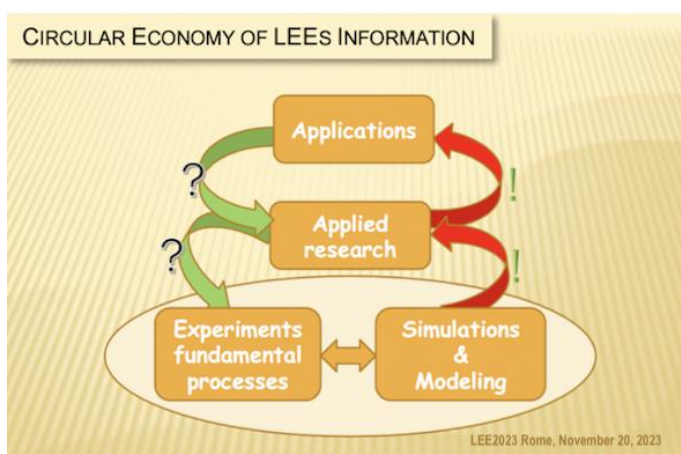 CIRCULAR ECONOMY OF LEES INFORMATION
Applications
?
!
Applied
research
?
!
Experiments
fundamental
processes
Simulations
&
Modeling
LEE2023 Rome, November 20, 2023